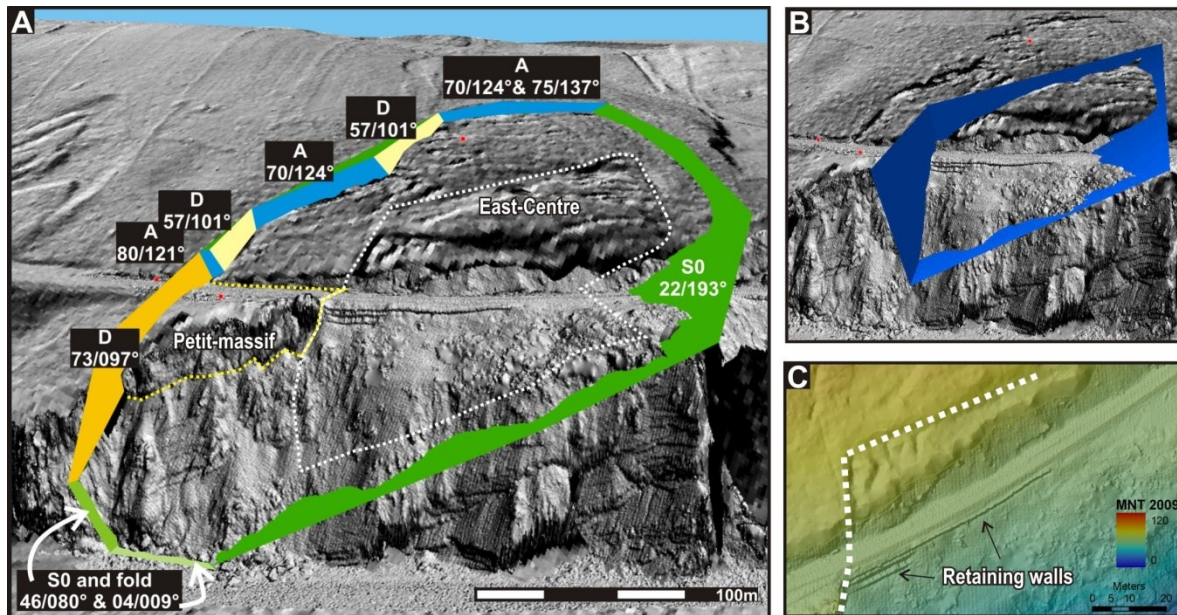 A
A
70/124°& 75/137°
D
57/101°
A
70/124°
D
57/101°
A
80/121°
East-Centre
S0
22/193°
Petit-massif
D
73/097°
S0 and fold
46/080° & 04/009°
100m
B
C
MNT 2009
120
0
Retaining walls
Meters
0 5 10 20